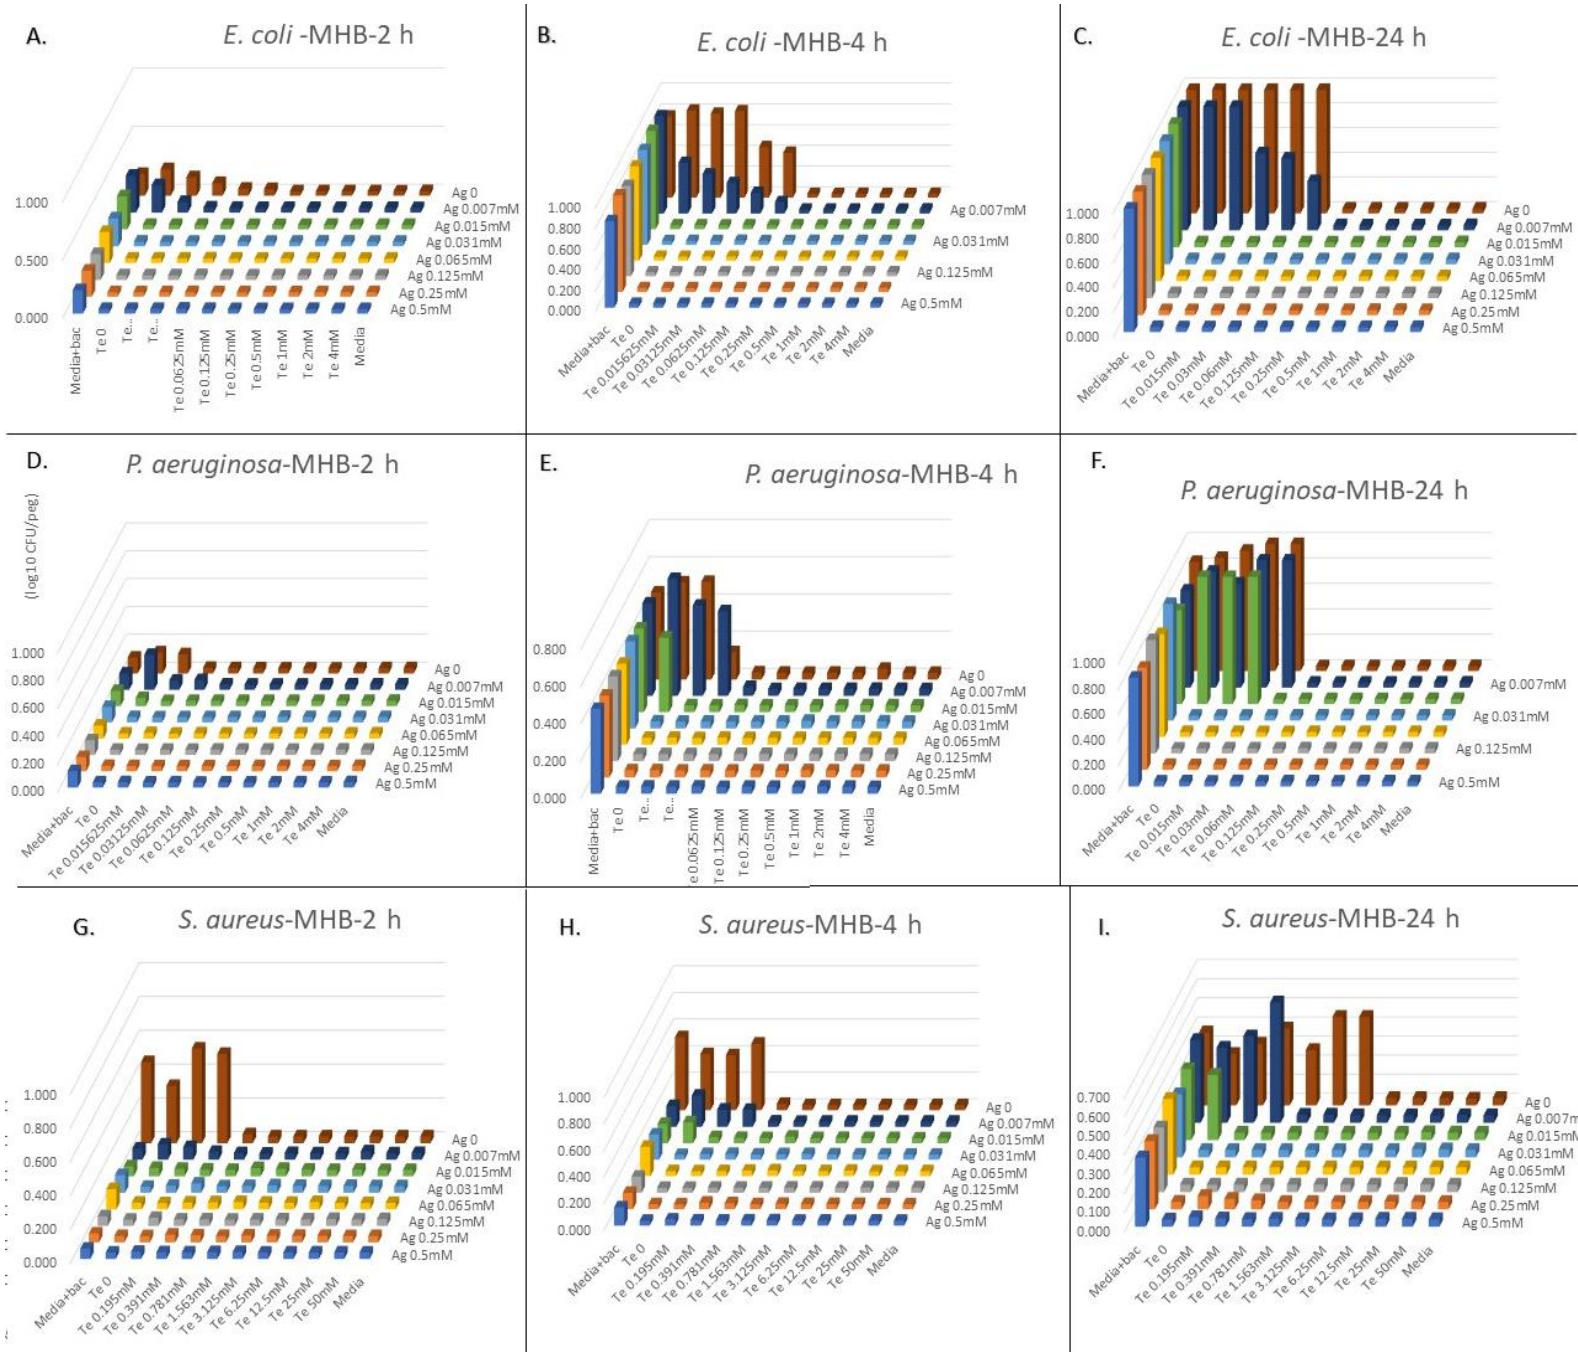 A.
E. coli -MHB-2 h
1.000
0.500
0.000
Ag 0
Ag 0.007mM
Ag 0.015mM
Ag 0.031mM
Ag 0.065mM
Ag 0.125mM
Ag 0.25mM
Ag 0.5mM
Media+bac
Te 0
Te...
Te...
Te 0.0625mM
Te 0.125mM
Te 0.25mM
Te 0.5mM
Te 1mM
Te 2mM
Te 4mM
Media
B.
E. coli -MHB-4 h
1.000
0.800
0.600
0.400
0.200
0.000
Ag 0.007mM
Ag 0.031mM
Ag 0.125mM
Ag 0.5mM
Media+bac
Te 0
Te 0.015625mM
Te 0.03125mM
Te 0.0625mM
Te 0.125mM
Te 0.25mM
Te 0.5mM
Te 1mM
Te 2mM
Te 4mM
Media
C.
E. coli -MHB-24 h
1.000
0.800
0.600
0.400
0.200
0.000
Ag 0
Ag 0.007mM
Ag 0.015mM
Ag 0.031mM
Ag 0.065mM
Ag 0.125mM
Ag 0.25mM
Ag 0.5mM
Media+bac
Te 0
Te 0.015mM
Te 0.03mM
Te 0.06mM
Te 0.125mM
Te 0.25mM
Te 0.5mM
Te 1mM
Te 2mM
Te 4mM
Media
D.
P. aeruginosa-MHB-2 h
(log10 CFU/peg)
1.000
0.800
0.600
0.400
0.200
0.000
Ag 0
Ag 0.007mM
Ag 0.015mM
Ag 0.031mM
Ag 0.065mM
Ag 0.125mM
Ag 0.25mM
Ag 0.5mM
Media+bac
Te 0
Te 0.015625mM
Te 0.03125mM
Te 0.0625mM
Te 0.125mM
Te 0.25mM
Te 0.5mM
Te 1mM
Te 2mM
Te 4mM
Media
E.
P. aeruginosa-MHB-4 h
0.800
0.600
0.400
0.200
0.000
Ag 0
Ag 0.007mM
Ag 0.015mM
Ag 0.031mM
Ag 0.065mM
Ag 0.125mM
Ag 0.25mM
Ag 0.5mM
Media+bac
Te 0
Te...
Te...
e 0.0625mM
Te 0.125mM
Te 0.25mM
Te 0.5mM
Te 1mM
Te 2mM
Te 4mM
Media
F.
P. aeruginosa-MHB-24 h
1.000
0.800
0.600
0.400
0.200
0.000
Ag 0.007mM
Ag 0.031mM
Ag 0.125mM
Ag 0.5mM
Media+bac
Te 0
Te 0.015mM
Te 0.03mM
Te 0.06mM
Te 0.125mM
Te 0.25mM
Te 0.5mM
Te 1mM
Te 2mM
Te 4mM
Media
G.
S. aureus-MHB-2 h
1.000
0.800
0.600
0.400
0.200
0.000
Ag 0
Ag 0.007mM
Ag 0.015mM
Ag 0.031mM
Ag 0.065mM
Ag 0.125mM
Ag 0.25mM
Ag 0.5mM
Media+bac
Te 0
Te 0.195mM
Te 0.391mM
Te 0.781mM
Te 1.563mM
Te 3.125mM
Te 6.25mM
Te 12.5mM
Te 25mM
Te 50mM
Media
H.
S. aureus-MHB-4 h
1.000
0.800
0.600
0.400
0.200
0.000
Ag 0
Ag 0.007mM
Ag 0.015mM
Ag 0.031mM
Ag 0.065mM
Ag 0.125mM
Ag 0.25mM
Ag 0.5mM
Media+bac
Te 0
Te 0.195mM
Te 0.391mM
Te 0.781mM
Te 1.563mM
Te 3.125mM
Te 6.25mM
Te 12.5mM
Te 25mM
Te 50mM
Media
I.
S. aureus-MHB-24 h
0.700
0.600
0.500
0.400
0.300
0.200
0.100
0.000
Ag 0
Ag 0.007m
Ag 0.015mM
Ag 0.031mM
Ag 0.065mM
Ag 0.125mM
Ag 0.25mM
Ag 0.5mM
Media+bac
Te 0
Te 0.195mM
Te 0.391mM
Te 0.781mM
Te 1.563mM
Te 3.125mM
Te 6.25mM
Te 12.5mM
Te 25mM
Te 50mM
Media